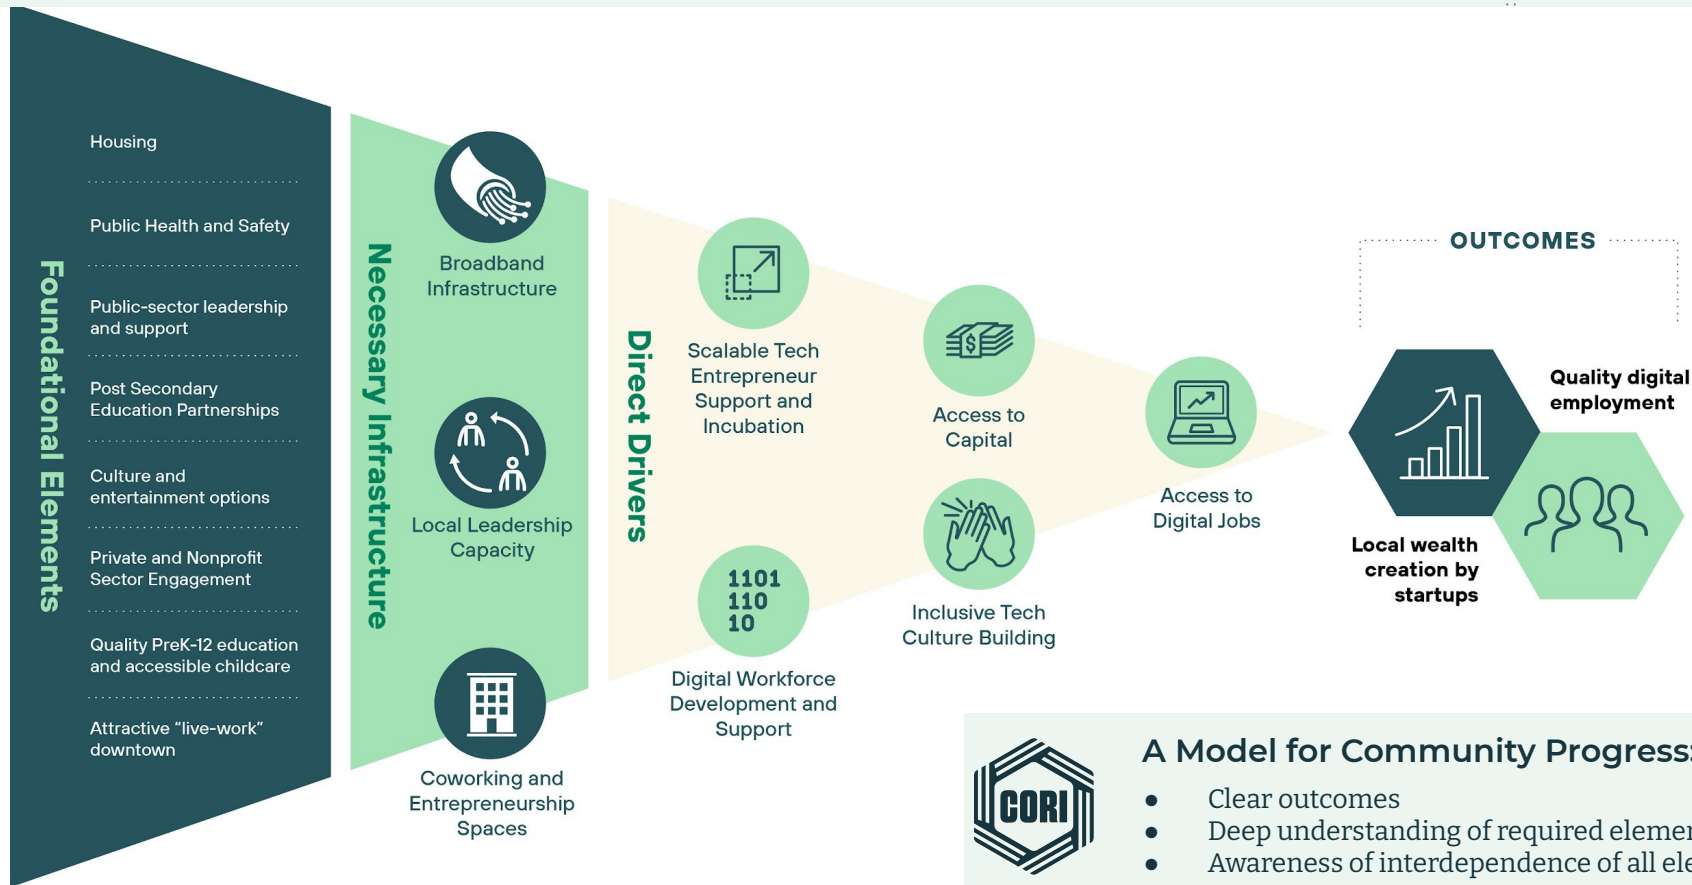 Foundational Elements
Housing
Public Health and Safety
Public-sector leadership
and support
Post Secondary
Education Partnerships
Culture and
entertainment options
Private and Nonprofit
Sector Engagement
Quality PreK-12 education
and accessible childcare
Attractive “live-work”
downtown
Necessary Infrastructure
Broadband
Infrastructure
Local Leadership
Capacity
Coworking and
Entrepreneurship
Spaces
Direct Drivers
Scalable Tech
Entrepreneur
Support and
Incubation
1101
110
10
Digital Workforce
Development and
Support
$
Access to
Capital
Inclusive Tech
Culture Building
Access to
Digital Jobs
OUTCOMES
Quality digital
employment
Local wealth
creation by
startups
CORI
A Model for Community Progress:
● Clear outcomes
● Deep understanding of required
● Awareness of interdependence of all